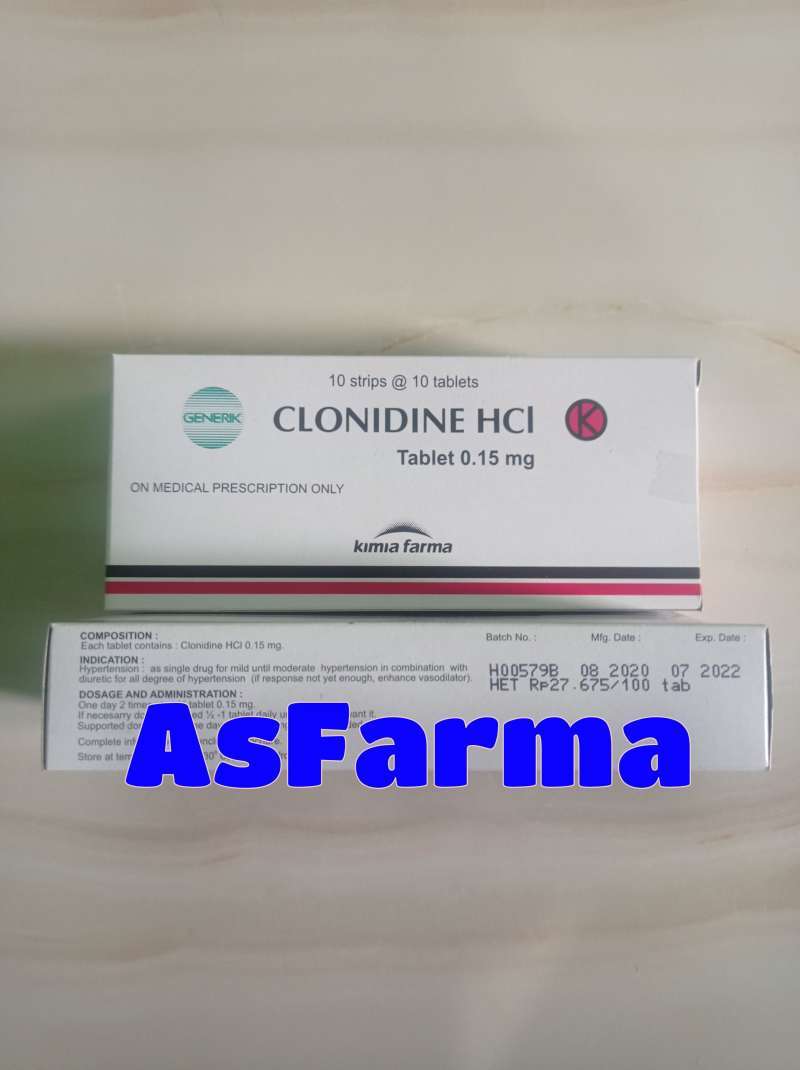 10 strips @ 10 tablets
GENERIK
CLONIDINE HCl
K
Tablet 0.15 mg
ON MEDICAL PRESCRIPTION ONLY
kimia farma
COMPOSITION :
Each tablet contains : Clonidine HCl 0.15 mg.
INDICATION :
Hypertension : as single drug for mild until moderate hypertension in combination with
diuretic for all degree of hypertension (if response not yet enough, enhance vasodilator).
DOSAGE AND ADMINISTRATION :
One day 2 times tablet 0.15 mg.
If necesarry ½ -1 tablet daily
Supported
Complete
Store at
Batch No. : Mfg. Date : Exp. Date :
H00579B 08 2020 07 2022
HET Rp27.675/100 tab
AsFarma